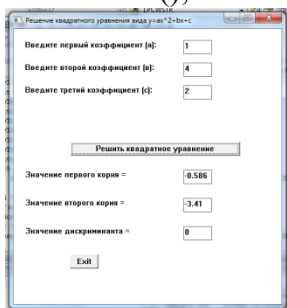 ();
Решение квадратного уравнения вида y=ax^2+bx+c
Введите первый коэффициент (a): 1
Введите второй коэффициент (в): 4
Введите третий коэффициент (с): 2
Решить квадратное уравнение
Значение первого корня = -0.586
Значение второго корня = -3.41
Значение дискриминанта = 8
Exit